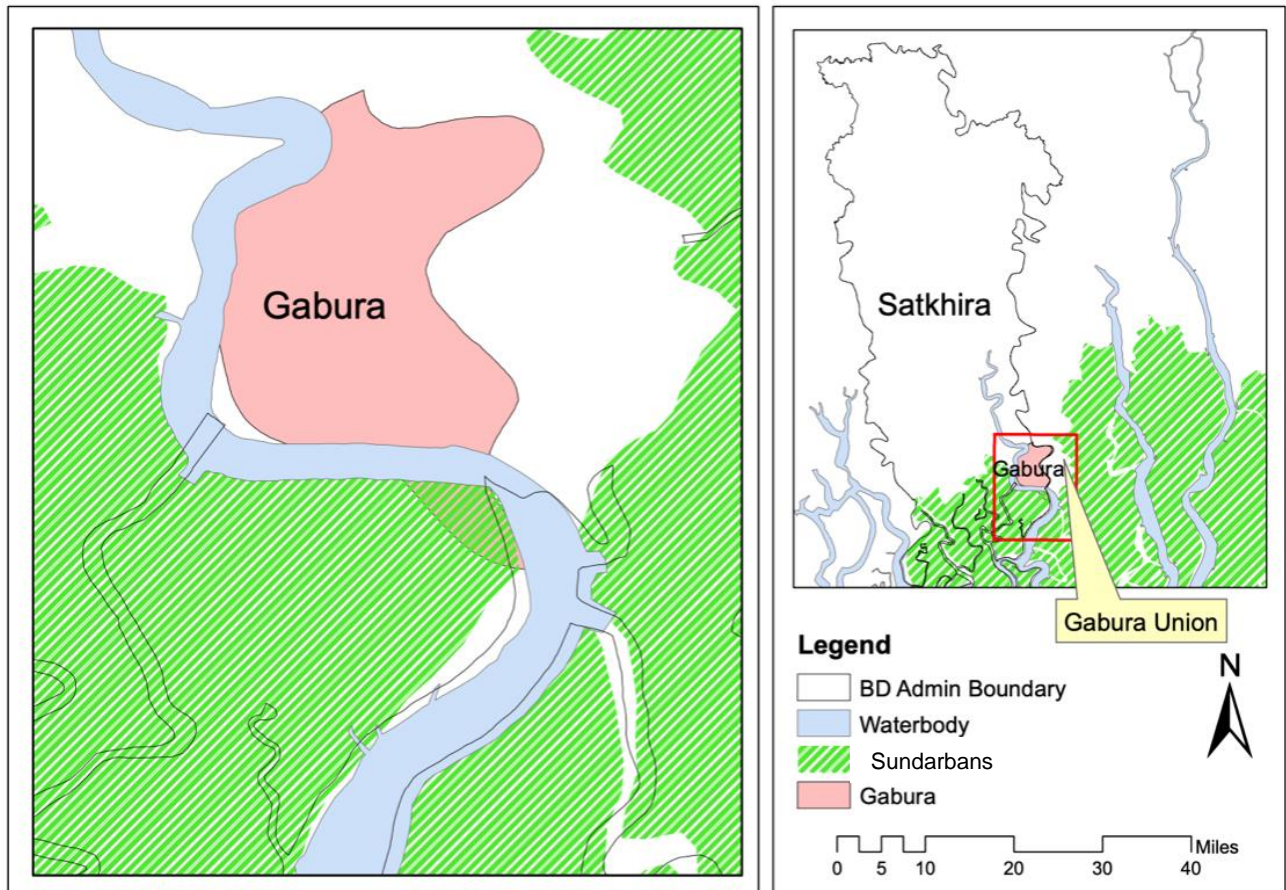 Gabura
Satkhira
Gabura
Gabura Union
Legend
BD Admin Boundary
Waterbody
Sundarbans
Gabura
N
Miles
0 5 10 20 30 40